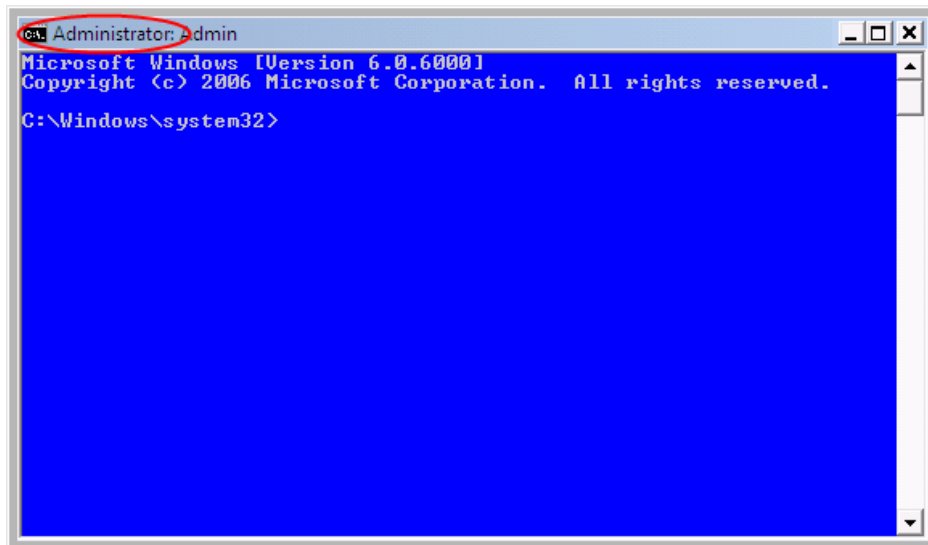 Administrator: Admin
Microsoft Windows [Version 6.0.6000]
Copyright (c) 2006 Microsoft Corporation.  All rights reserved.
C:\Windows\system32>